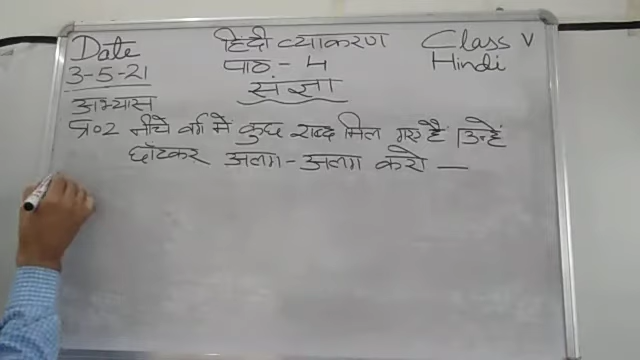 Date हिंदी व्याकरण Class V
3-5-21 पाठ - 4 Hindi
संज्ञा
अभ्यास
प्र०2 नीचे वर्ग में कुछ शब्द मिल गए है | उन्हें
छाँटकर अलग - अलग करो —